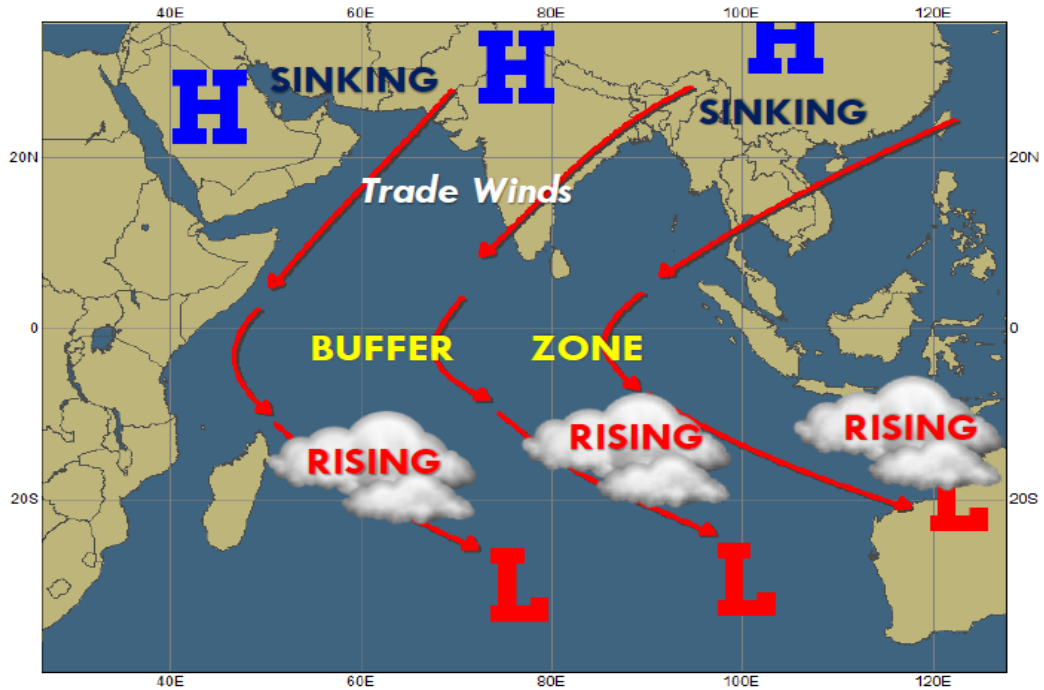 40E 60E 80E 100E 120E
H H H
SINKING
SINKING
20N 20N
Trade Winds
0 0
BUFFER ZONE
RISING RISING RISING
20S 20S
L
L L
40E 60E 80E 100E 120E